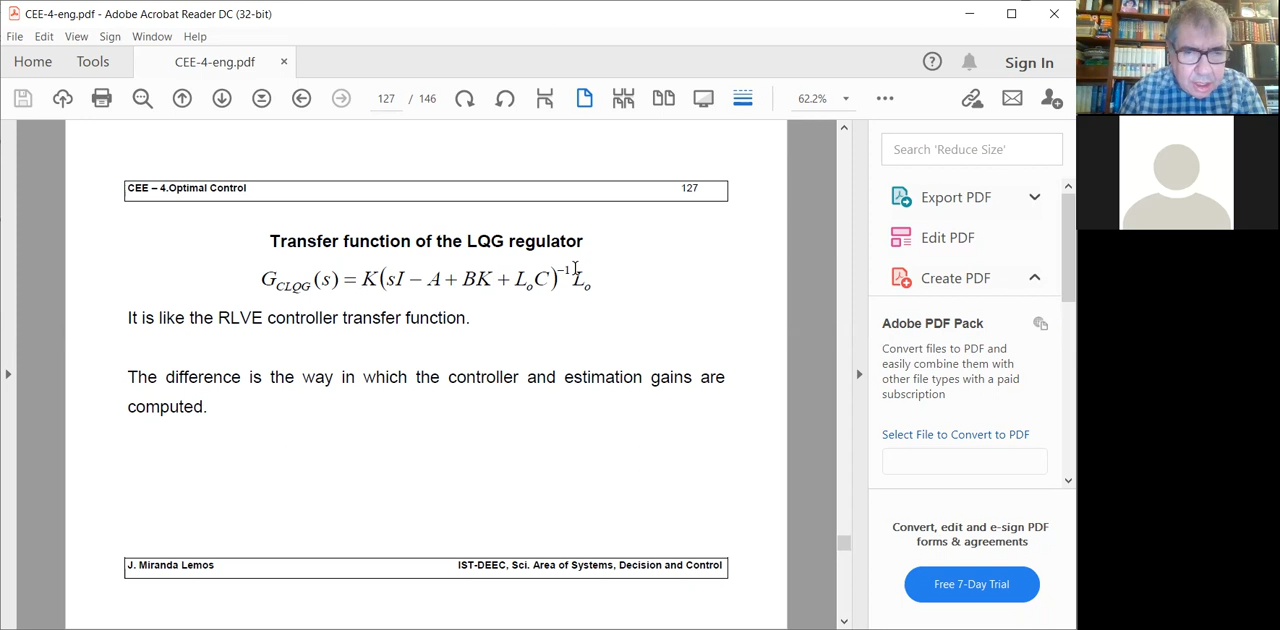 CEE-4-eng.pdf - Adobe Acrobat Reader DC (32-bit)
File Edit View Sign Window Help
Home Tools CEE-4-eng.pdf × Sign In
127 / 146 62.2%
CEE – 4.Optimal Control 127
Transfer function of the LQG regulator
G_{CLQG}(s) = K(sI − A + BK + L_oC)^{−1}L_o
It is like the RLVE controller transfer function.
The difference is the way in which the controller and estimation gains are
computed.
J. Miranda Lemos IST-DEEC, Sci. Area of Systems, Decision and Control
Search 'Reduce Size'
Export PDF
Edit PDF
Create PDF
Adobe PDF Pack
Convert files to PDF and
easily combine them with
other file types with a paid
subscription
Select File to Convert to PDF
Convert, edit and e-sign PDF
forms & agreements
Free 7-Day Trial